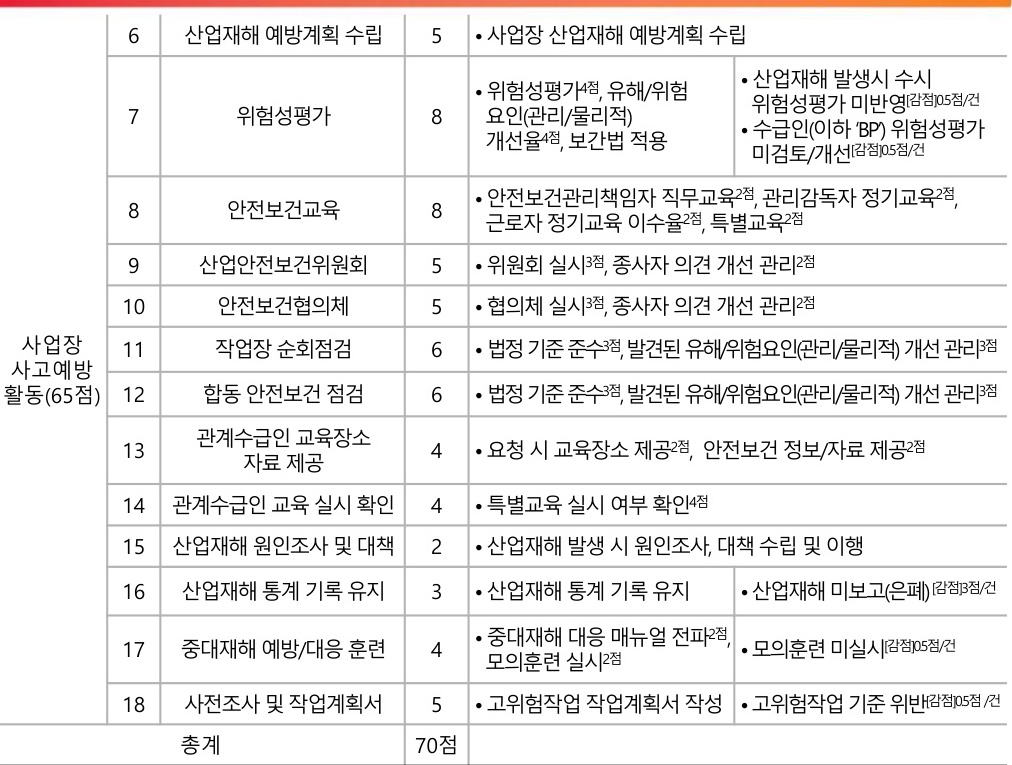 6 산업재해 예방계획 수립 5 • 사업장 산업재해 예방계획 수립
7 위험성평가 8
• 위험성평가4점, 유해/위험
요인(관리/물리적)
개선율4점, 보간법 적용
• 산업재해 발생시 수시
위험성평가 미반영[감점]0.5점/건
• 수급인(이하 ‘BP’) 위험성평가
미검토/개선[감점]0.5점/건
8 안전보건교육 8
• 안전보건관리책임자 직무교육2점, 관리감독자 정기교육2점,
근로자 정기교육 이수율2점, 특별교육2점
9 산업안전보건위원회 5 • 위원회 실시3점, 종사자 의견 개선 관리2점
10 안전보건협의체 5 • 협의체 실시3점, 종사자 의견 개선 관리2점
사업장
사고예방
활동(65점)
11 작업장 순회점검 6 • 법정 기준 준수3점, 발견된 유해/위험요인(관리/물리적) 개선 관리3점
12 합동 안전보건 점검 6 • 법정 기준 준수3점, 발견된 유해/위험요인(관리/물리적) 개선 관리3점
13
관계수급인 교육장소
자료 제공
4 • 요청 시 교육장소 제공2점, 안전보건 정보/자료 제공2점
14 관계수급인 교육 실시 확인 4 • 특별교육 실시 여부 확인4점
15 산업재해 원인조사 및 대책 2 • 산업재해 발생 시 원인조사, 대책 수립 및 이행
16 산업재해 통계 기록 유지 3 • 산업재해 통계 기록 유지 • 산업재해 미보고(은폐)[감점]3점/건
17 중대재해 예방/대응 훈련 4
• 중대재해 대응 매뉴얼 전파2점,
모의훈련 실시2점
• 모의훈련 미실시[감점]0.5점/건
18 사전조사 및 작업계획서 5 • 고위험작업 작업계획서 작성 • 고위험작업 기준 위반[감점]0.5점 /건
총계 70점